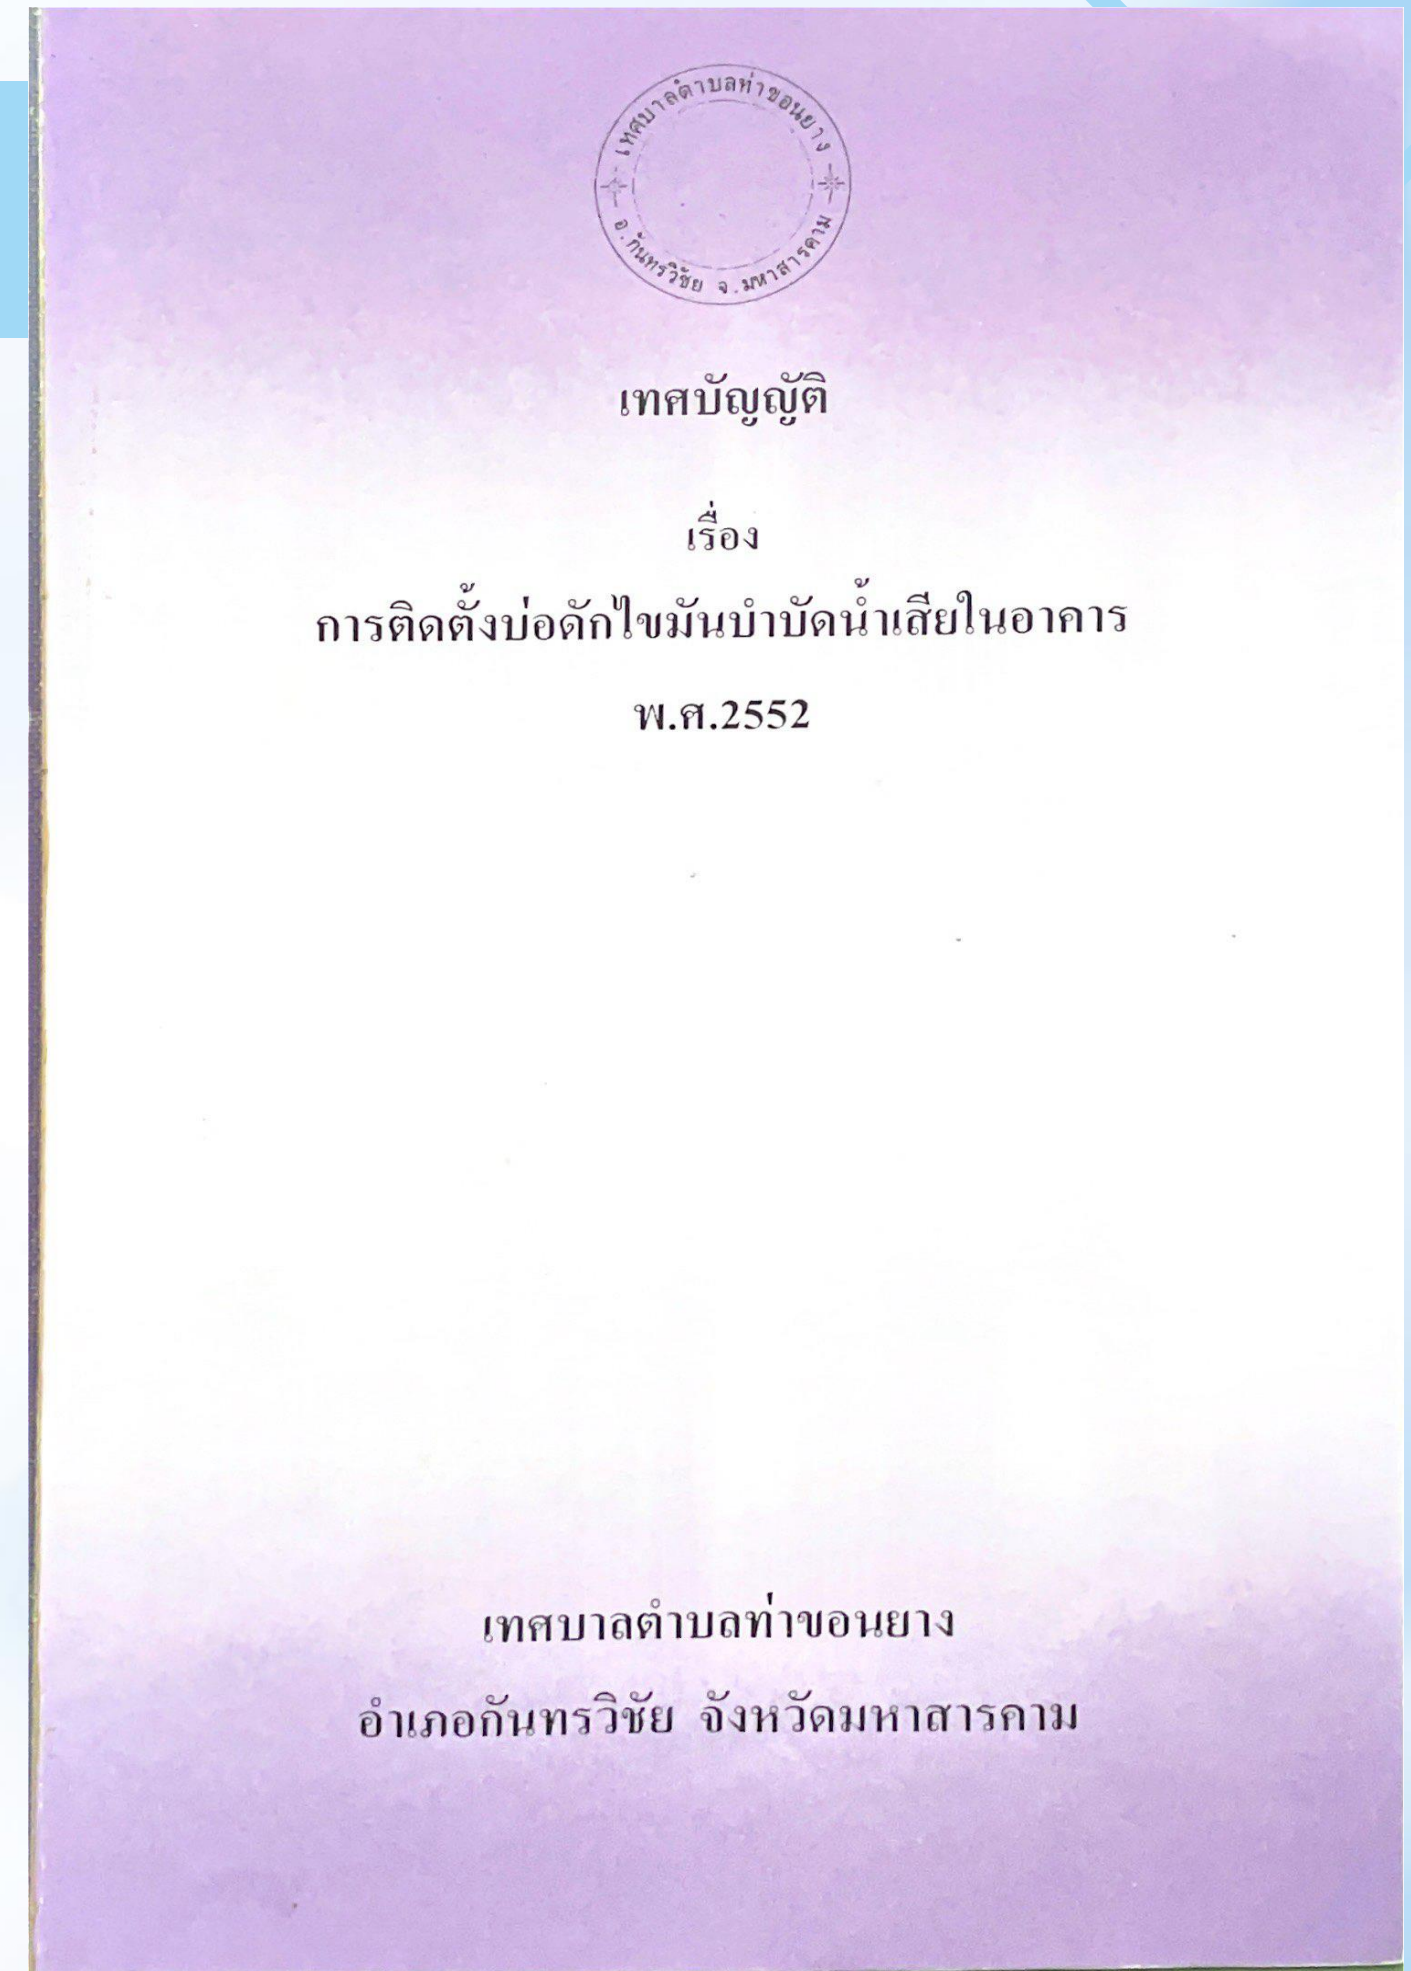 เทศบาลตำบลท่าขอนยาง
อ.กันทรวิชัย จ.มหาสารคาม
เทศบัญญัติ
เรื่อง
การติดตั้งบ่อดักไขมันบำบัดน้ำเสียในอาคาร
พ.ศ.2552
เทศบาลตำบลท่าขอนยาง
อำเภอกันทรวิชัย จังหวัดมหาสารคาม